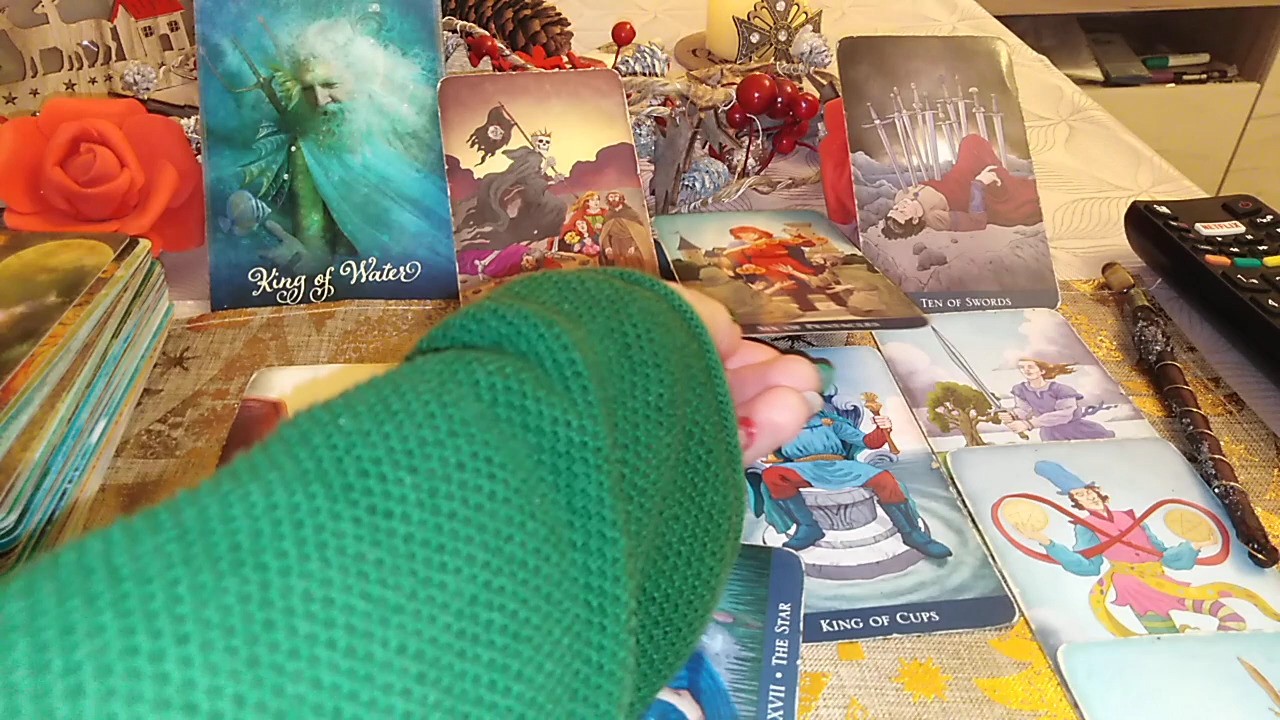 King of Water
TEN OF SWORDS
NETFLIX
KING OF CUPS
XVII • THE STAR